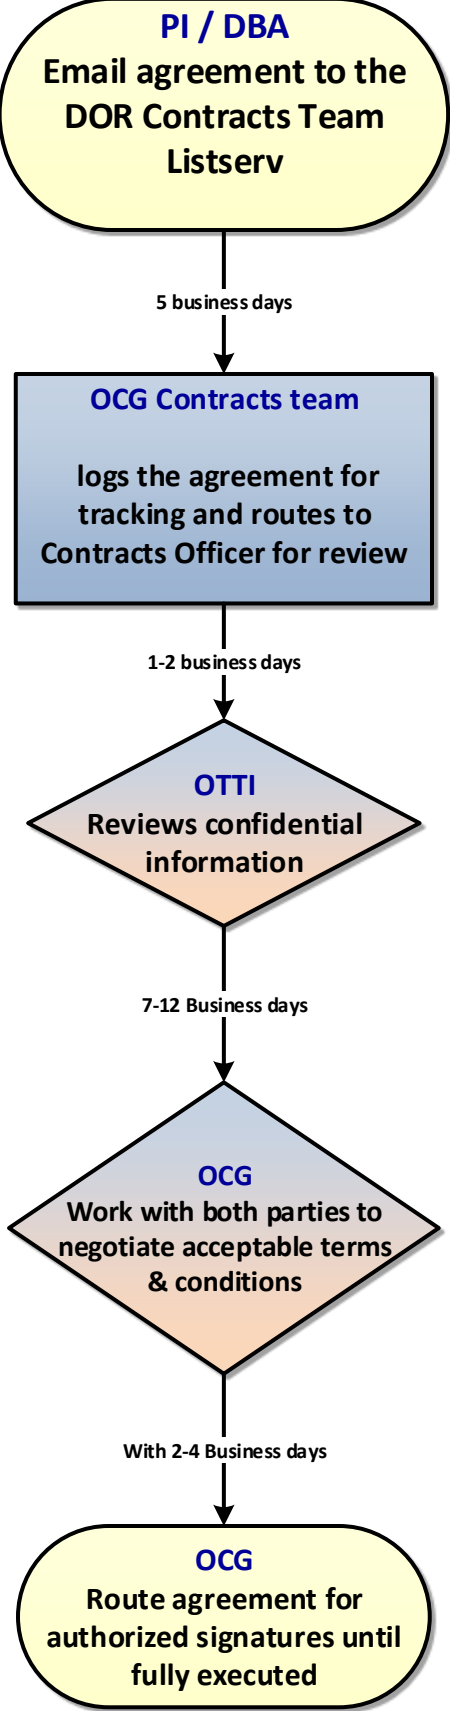 PI / DBA
Email agreement to the
DOR Contracts Team
Listserv
5 business days
OCG Contracts team
logs the agreement for
tracking and routes to
Contracts Officer for review
1-2 business days
OTTI
Reviews confidential
information
7-12 Business days
OCG
Work with both parties to
negotiate acceptable terms
& conditions
With 2-4 Business days
OCG
Route agreement for
authorized signatures until
fully executed